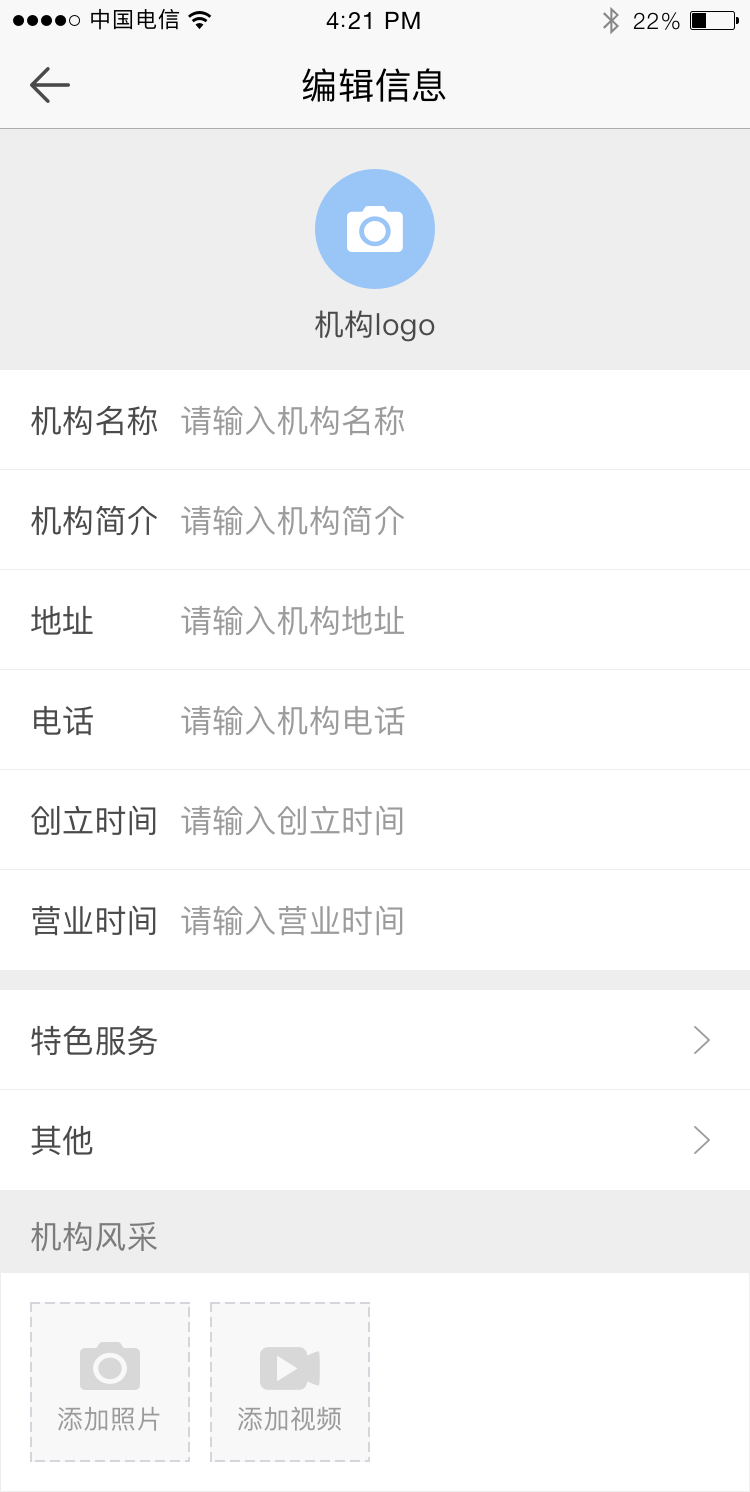 中国电信 4:21 PM 22%
编辑信息
机构logo
机构名称 请输入机构名称
机构简介 请输入机构简介
地址 请输入机构地址
电话 请输入机构电话
创立时间 请输入创立时间
营业时间 请输入营业时间
特色服务
其他
机构风采
添加照片 添加视频